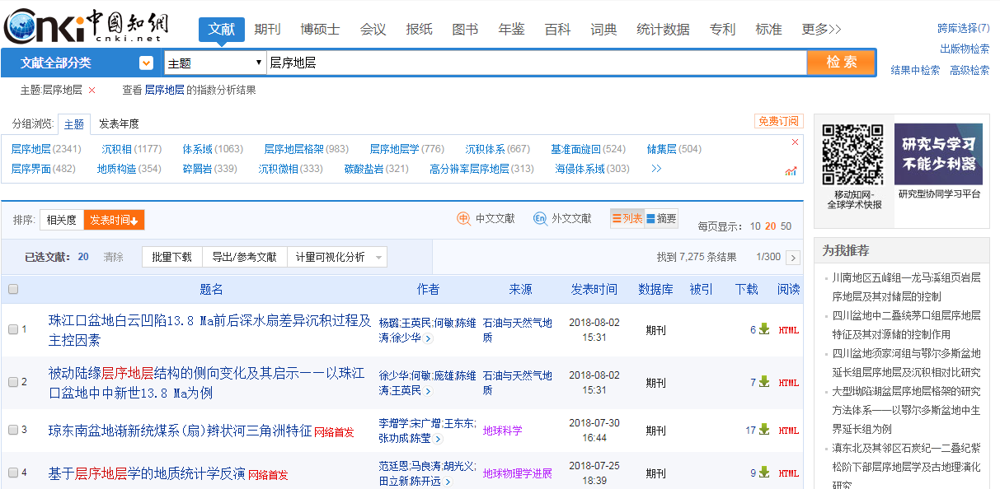 Cnki中國知網
cnki.net
文献 期刊 博硕士 会议 报纸 图书 年鉴 百科 词典 统计数据 专利 标准 更多>>
跨库选择(7)
出版物检索
文献全部分类 主题 层序地层 检索
结果中检索 高级检索
主题:层序地层 × 查看 层序地层 的指数分析结果
分组浏览: 主题 发表年度 免费订阅
层序地层(2341) 沉积相(1177) 体系域(1063) 层序地层格架(983) 层序地层学(776) 沉积体系(667) 基准面旋回(524) 储集层(504)
层序界面(482) 地质构造(354) 碎屑岩(339) 沉积微相(333) 碳酸盐岩(321) 高分辨率层序地层(313) 海侵体系域(303) >>
研究与学习
不能少利器
移动知网-
全球学术快报
研究型协同学习平台
排序: 相关度 发表时间 中 中文文献 En 外文文献 列表 摘要 每页显示: 10 20 50
已选文献: 20 清除 批量下载 导出/参考文献 计量可视化分析 找到 7,275 条结果 1/300 >
题名 作者 来源 发表时间 数据库 被引 下载 阅读
1 珠江口盆地白云凹陷13.8 Ma前后深水扇差异沉积过程及
主控因素
杨璐;王英民;何敏;陈维
涛;徐少华
石油与天然气地
质
2018-08-02
15:31
期刊 6 HTML
2 被动陆缘层序地层结构的侧向变化及其启示——以珠江
口盆地中中新世13.8 Ma为例
徐少华;何敏;庞雄;陈维
涛;王英民
石油与天然气地
质
2018-08-02
15:31
期刊 7 HTML
3 琼东南盆地渐新统煤系(扇)辫状河三角洲特征 网络首发
李增学;宋广增;王东东;
张功成;陈莹
地球科学
2018-07-30
16:44
期刊 17 HTML
4 基于层序地层学的地质统计学反演 网络首发
范廷恩;马良涛;胡光义;
田立新;陈开远
地球物理学进展
2018-07-25
18:39
期刊 9 HTML
为我推荐
川南地区五峰组—龙马溪组页岩层
序地层及其对储层的控制
四川盆地中二叠统茅口组层序地层
特征及其对源储的控制作用
四川盆地须家河组与鄂尔多斯盆地
延长组层序地层及沉积相对比研究
大型坳陷湖盆层序地层格架的研究
方法体系——以鄂尔多斯盆地中生
界延长组为例
滇东北及其邻区石炭纪—二叠纪紫
松阶下部层序地层学及古地理演化
研究